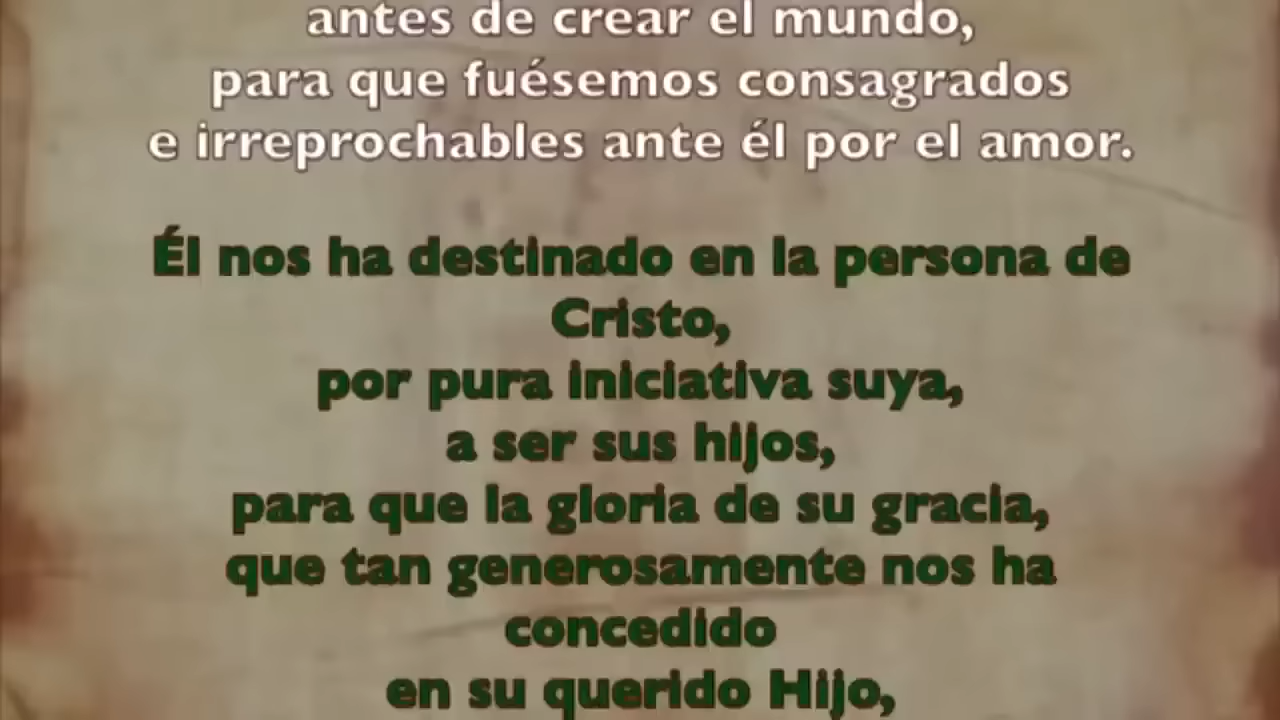 antes de crear el mundo,
para que fuésemos consagrados
e irreprochables ante él por el amor.
Él nos ha destinado en la persona de
Cristo,
por pura iniciativa suya,
a ser sus hijos,
para que la gloria de su gracia,
que tan generosamente nos ha
concedido
en su querido Hijo,